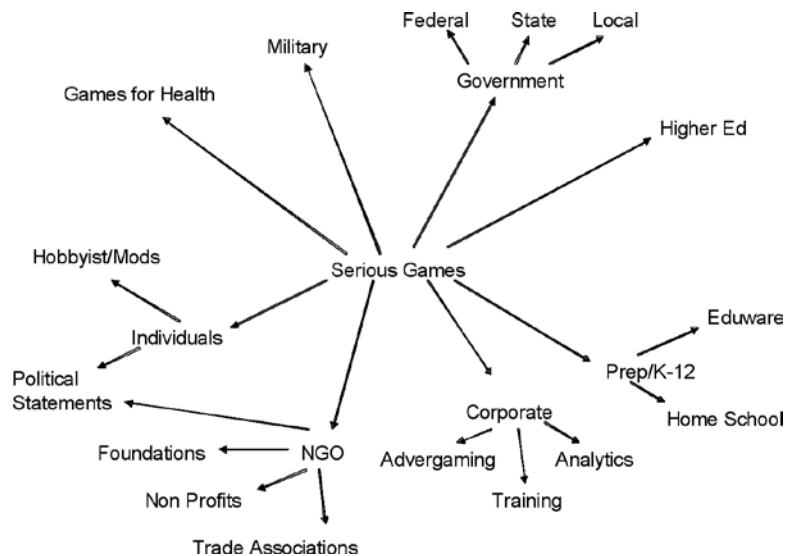 Federal
State
Local
Military
Government
Games for Health
Higher Ed
Hobbyist/Mods
Serious Games
Eduware
Individuals
Prep/K-12
Political
Statements
Corporate
Home School
Foundations
NGO
Advergaming
Analytics
Non Profits
Training
Trade Associations